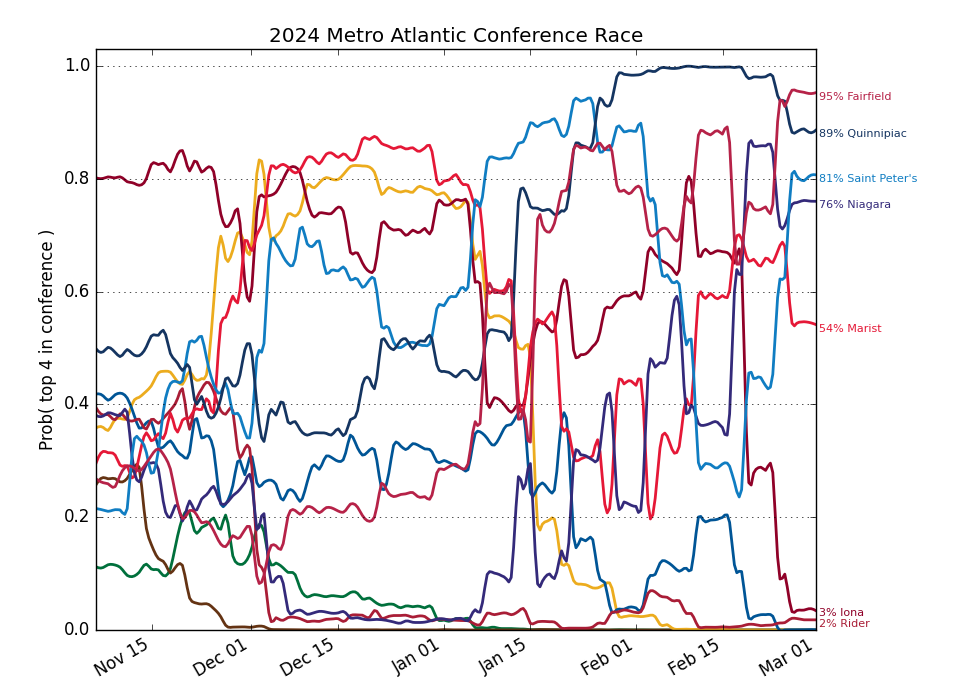 2024 Metro Atlantic Conference Race
Prob( top 4 in conference )
1.0
0.8
0.6
0.4
0.2
0.0
Nov 15
Dec 01
Dec 15
Jan 01
Jan 15
Feb 01
Feb 15
Mar 01
95% Fairfield
89% Quinnipiac
81% Saint Peter's
76% Niagara
54% Marist
3% Iona
2% Rider